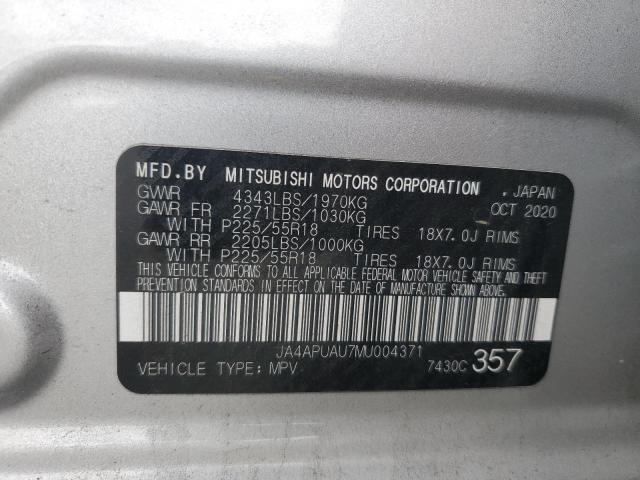 MFD.BY MITSUBISHI MOTORS CORPORATION , JAPAN
GVWR 4343LBS/1970KG OCT 2020
GAWR FR 2271LBS/1030KG
WITH P225/55R18 TIRES 18X7.0J RIMS
GAWR RR 2205LBS/1000KG
WITH P225/55R18 TIRES 18X7.0J RIMS
THIS VEHICLE CONFORMS TO ALL APPLICABLE FEDERAL MOTOR VEHICLE SAFETY AND THEFT
PREVENTION STANDARDS IN EFFECT ON THE DATE OF MANUFACTURE SHOWN ABOVE.
JA4APUAU7MU004371
VEHICLE TYPE: MPV 7430C 357